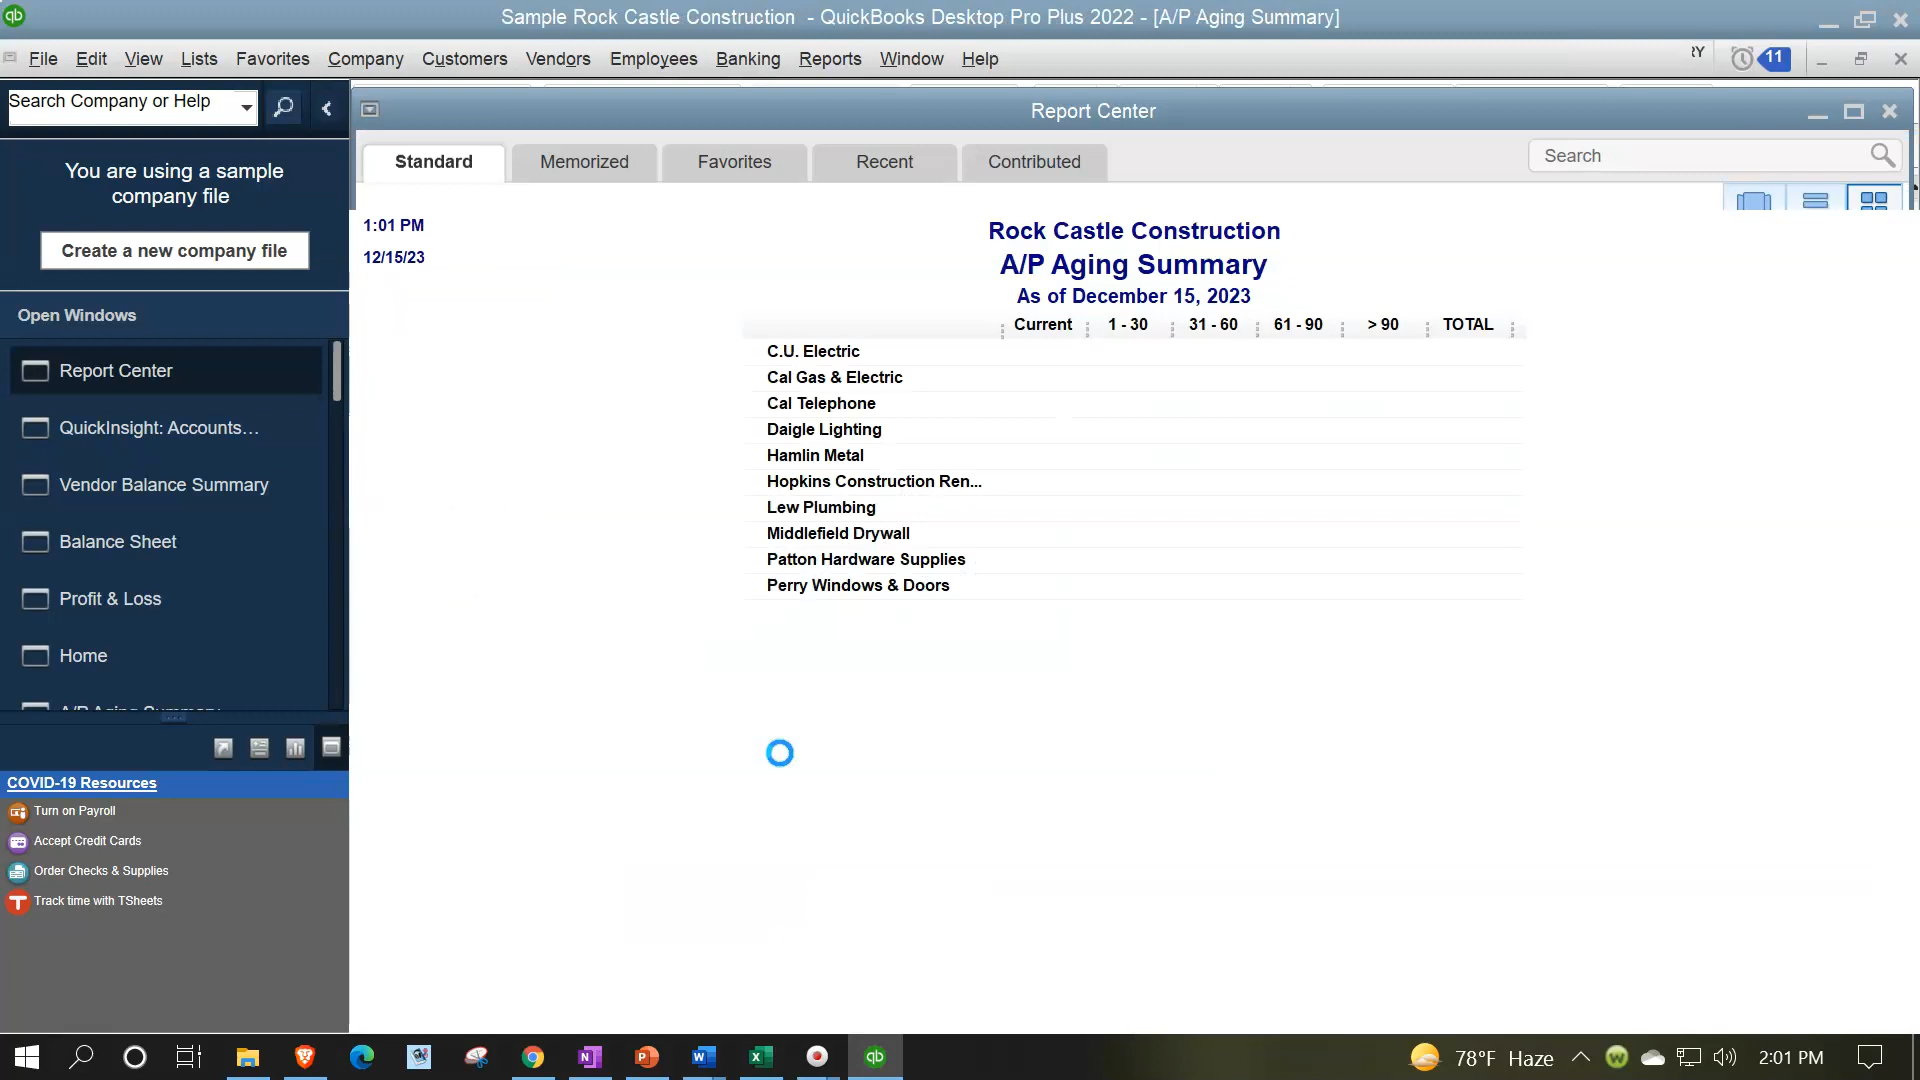 qb
Sample Rock Castle Construction - QuickBooks Desktop Pro Plus 2022 - [A/P Aging Summary]
File Edit View Lists Favorites Company Customers Vendors Employees Banking Reports Window Help
11
Search Company or Help
Report Center
Standard Memorized Favorites Recent Contributed
Search
You are using a sample
company file
Create a new company file
Open Windows
Report Center
QuickInsight: Accounts...
Vendor Balance Summary
Balance Sheet
Profit & Loss
Home
A/P Aging Summary
COVID-19 Resources
Turn on Payroll
Accept Credit Cards
Order Checks & Supplies
Track time with TSheets
1:01 PM
12/15/23
Rock Castle Construction
A/P Aging Summary
As of December 15, 2023
Current 1 - 30 31 - 60 61 - 90 > 90 TOTAL
C.U. Electric
Cal Gas & Electric
Cal Telephone
Daigle Lighting
Hamlin Metal
Hopkins Construction Ren...
Lew Plumbing
Middlefield Drywall
Patton Hardware Supplies
Perry Windows & Doors
78°F Haze
2:01 PM